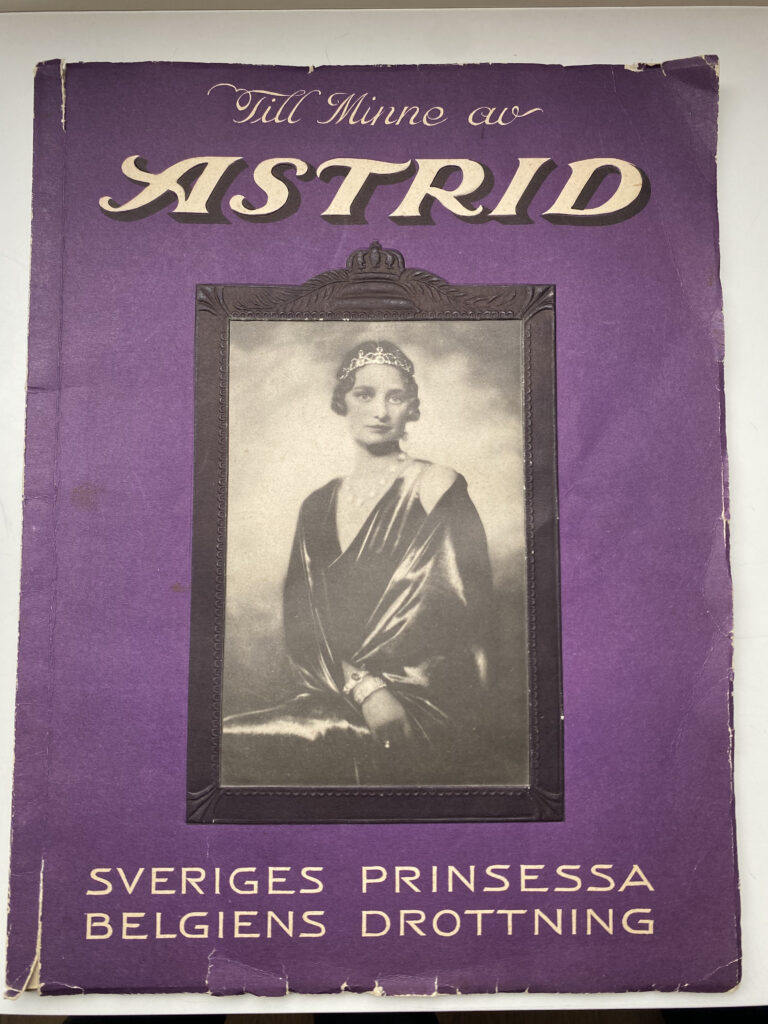 Till Minne av
ASTRID
SVERIGES PRINSESSA
BELGIENS DROTTNING